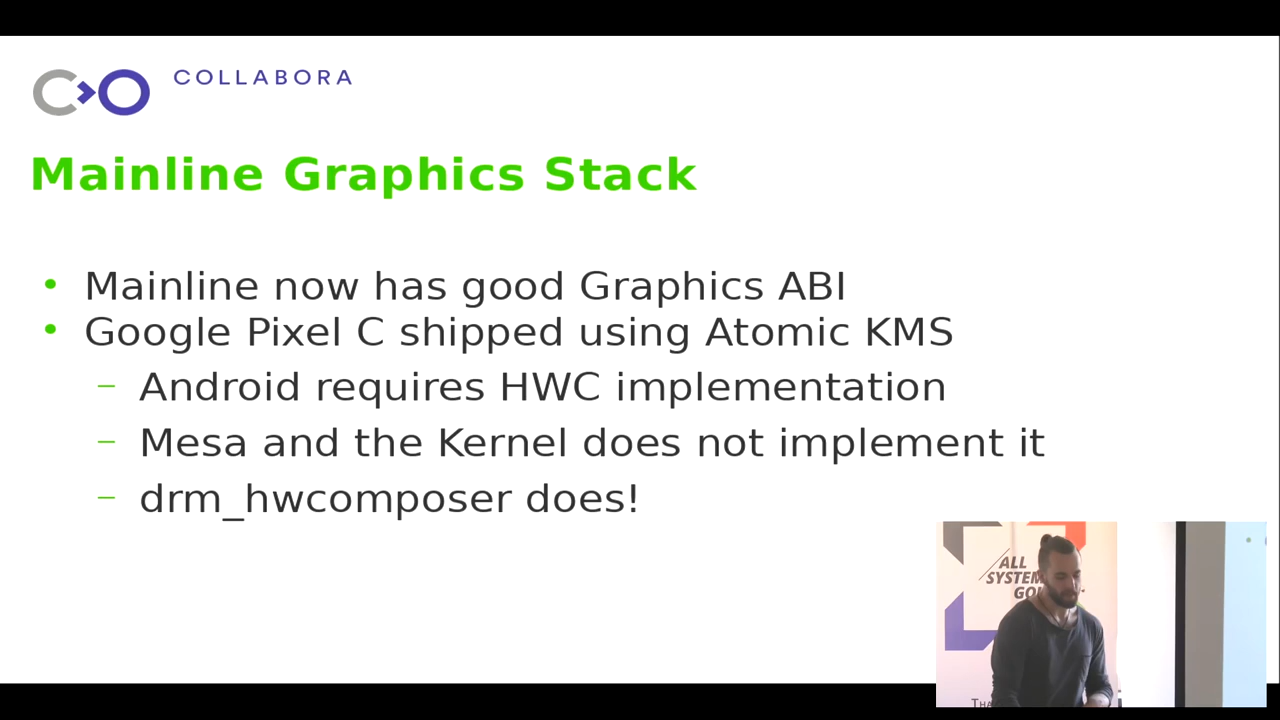 COLLABORA
Mainline Graphics Stack
• Mainline now has good Graphics ABI
• Google Pixel C shipped using Atomic KMS
– Android requires HWC implementation
– Mesa and the Kernel does not implement it
– drm_hwcomposer does!
ALL
SYSTEM
GO